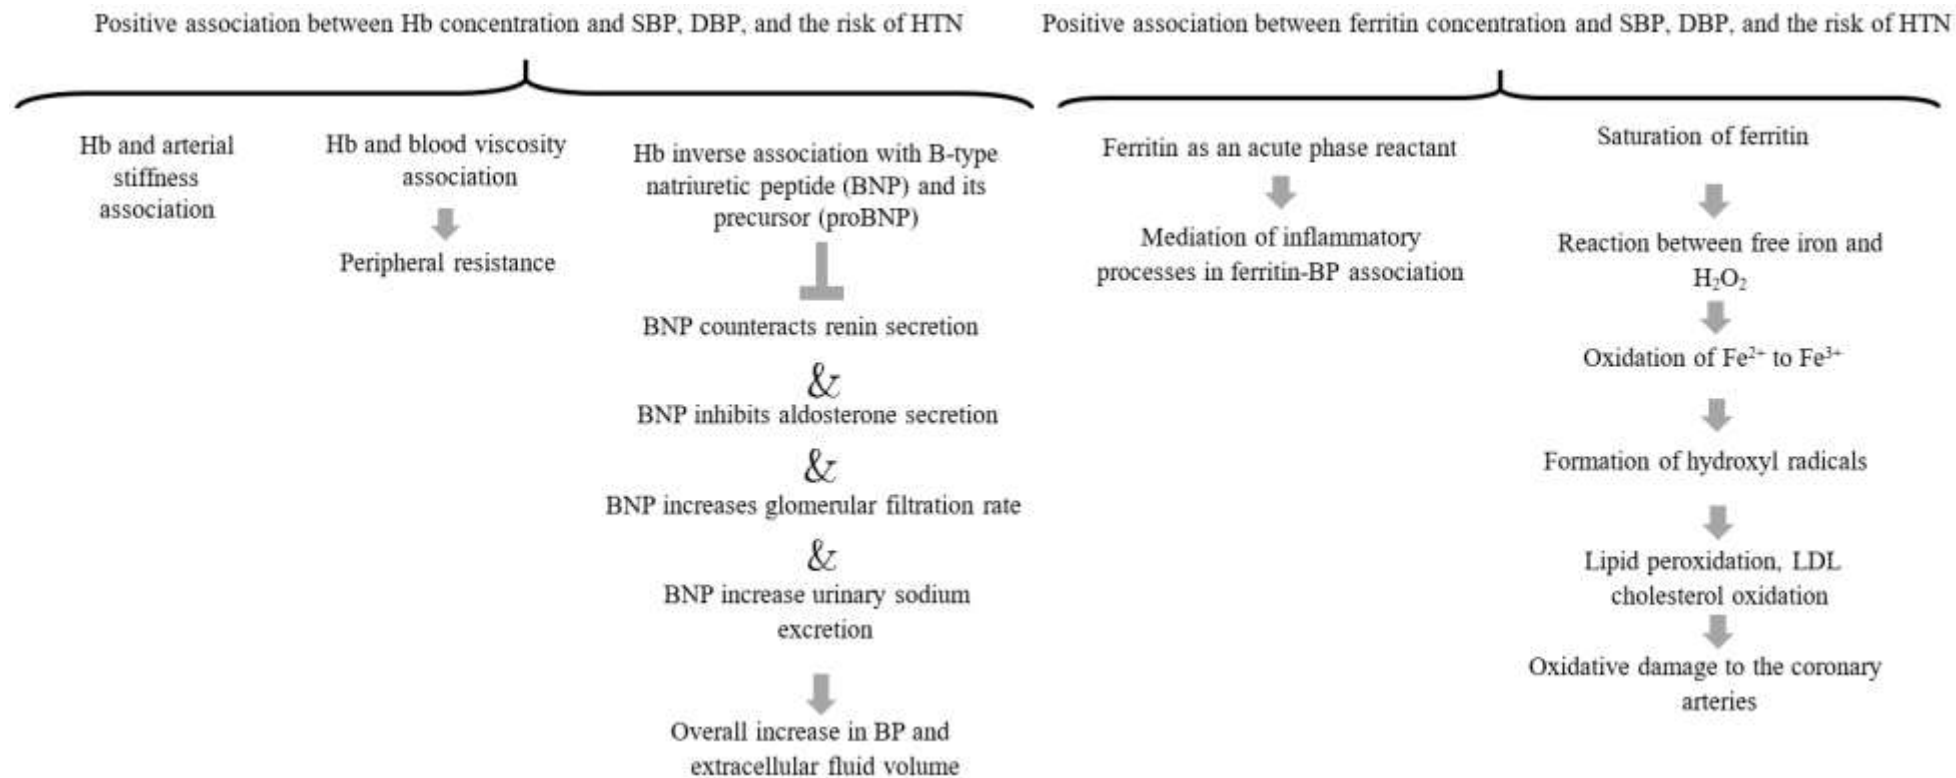 Positive association between Hb concentration and SBP, DBP, and the risk of HTN
Hb and arterial
stiffness
association
Hb and blood viscosity
association
Peripheral resistance
Hb inverse association with B-type
natriuretic peptide (BNP) and its
precursor (proBNP)
BNP counteracts renin secretion
&
BNP inhibits aldosterone secretion
&
BNP increases glomerular filtration rate
&
BNP increase urinary sodium
excretion
Overall increase in BP and
extracellular fluid volume
Positive association between ferritin concentration and SBP, DBP, and the risk of HTN
Ferritin as an acute phase reactant
Mediation of inflammatory
processes in ferritin-BP association
Saturation of ferritin
Reaction between free iron and
H₂O₂
Oxidation of Fe²⁺ to Fe³⁺
Formation of hydroxyl radicals
Lipid peroxidation, LDL
cholesterol oxidation
Oxidative damage to the coronary
arteries